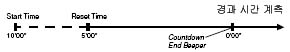 경과 시간 계측
Start Time
Reset Time
10'00"
5'00"
0'00"
Countdown
End Beeper